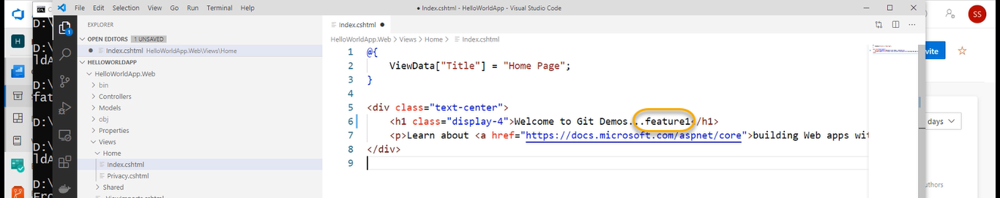 File Edit Selection View Go Run Terminal Help
● Index.cshtml - HelloWorldApp - Visual Studio Code
SS
H
D:\
ldA
D:\
fat
D:\
D:\
ldA
D:\
1
EXPLORER
OPEN EDITORS 1 UNSAVED
● Index.cshtml HelloWorldApp.Web\Views\Home
HELLOWORLDAPP
HelloWorldApp.Web
bin
Controllers
Models
obj
Properties
Views
Home
Index.cshtml
Privacy.cshtml
Shared
_ViewImports.cshtml
Index.cshtml ●
HelloWorldApp.Web > Views > Home > Index.cshtml
1 @{
2 ViewData["Title"] = "Home Page";
3 }
4
5 <div class="text-center">
6 <h1 class="display-4">Welcome to Git Demos...feature1</h1>
7 <p>Learn about <a href="https://docs.microsoft.com/aspnet/core">building Web apps wit
8 </div>
9
vite
days
uthors